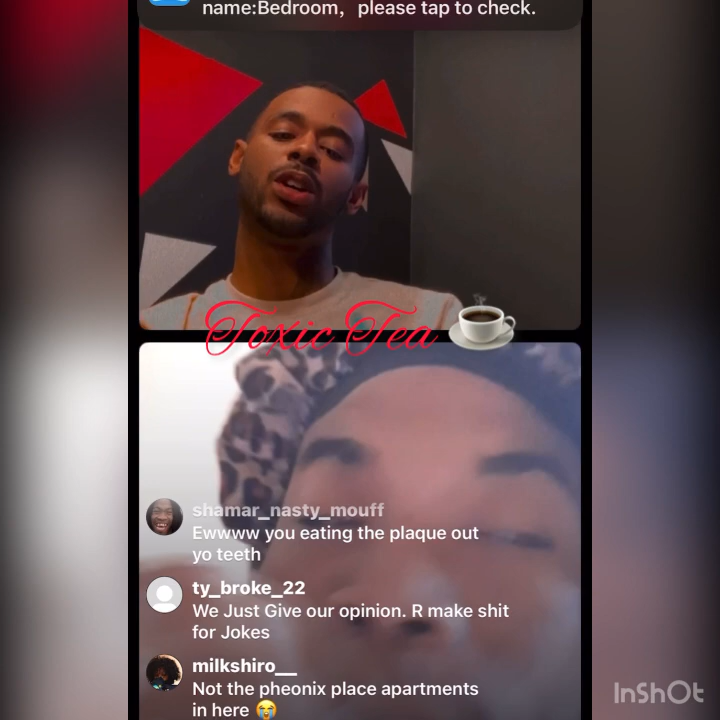 name:Bedroom, please tap to check.
Toxic Tea
shamar_nasty_mouff
Ewwww you eating the plaque out
yo teeth
ty_broke_22
We Just Give our opinion. R make shit
for Jokes
milkshiro__
Not the pheonix place apartments
in here 😭
InShOt